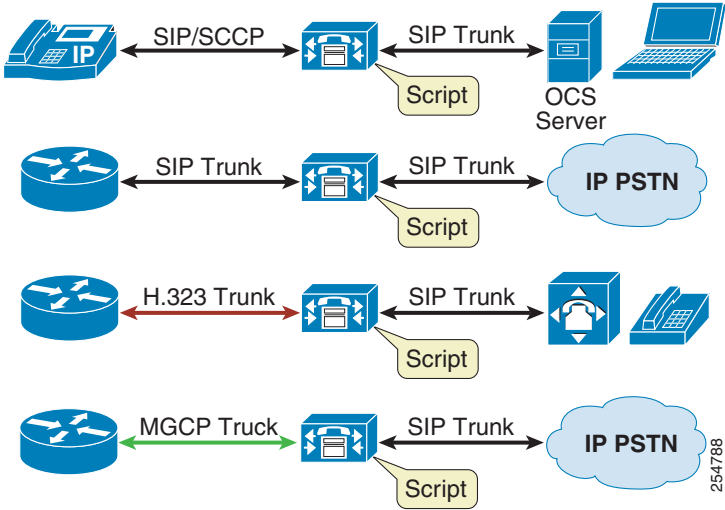 IP
SIP/SCCP
SIP Trunk
Script
OCS
Server
SIP Trunk
SIP Trunk
IP PSTN
Script
H.323 Trunk
SIP Trunk
Script
MGCP Truck
SIP Trunk
IP PSTN
Script
254788